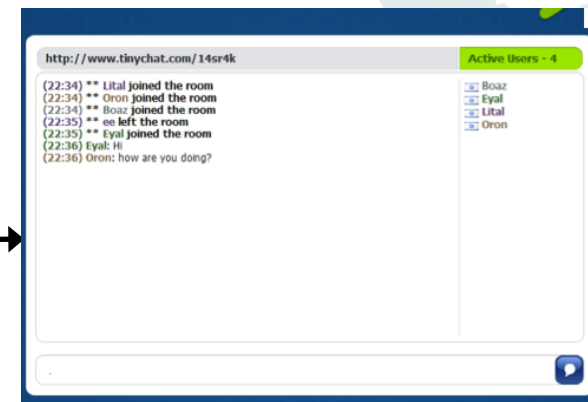 http://www.tinychat.com/14sr4k
Active Users - 4
(22:34) ** Lital joined the room
(22:34) ** Oron joined the room
(22:34) ** Boaz joined the room
(22:35) ** ee left the room
(22:35) ** Eyal joined the room
(22:36) Eyal: Hi
(22:36) Oron: how are you doing?
Boaz
Eyal
Lital
Oron